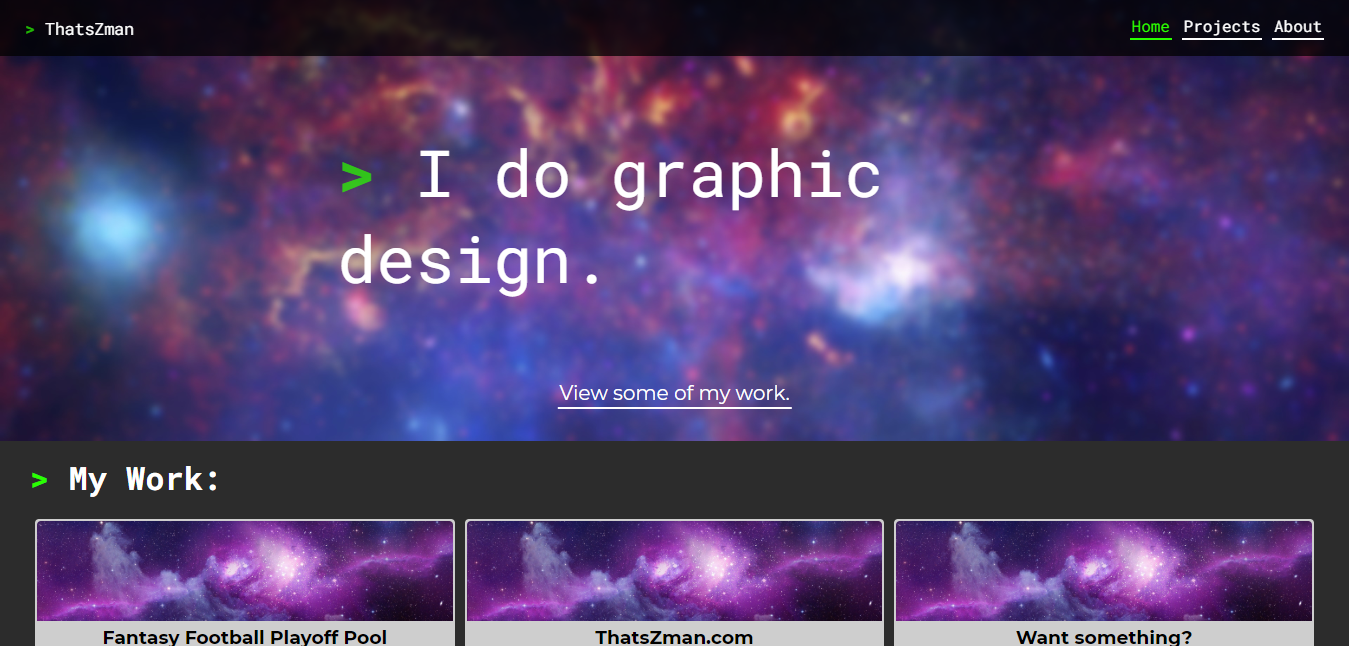 > ThatsZman
Home Projects About
> I do graphic
design.
View some of my work.
> My Work:
Fantasy Football Playoff Pool
ThatsZman.com
Want something?